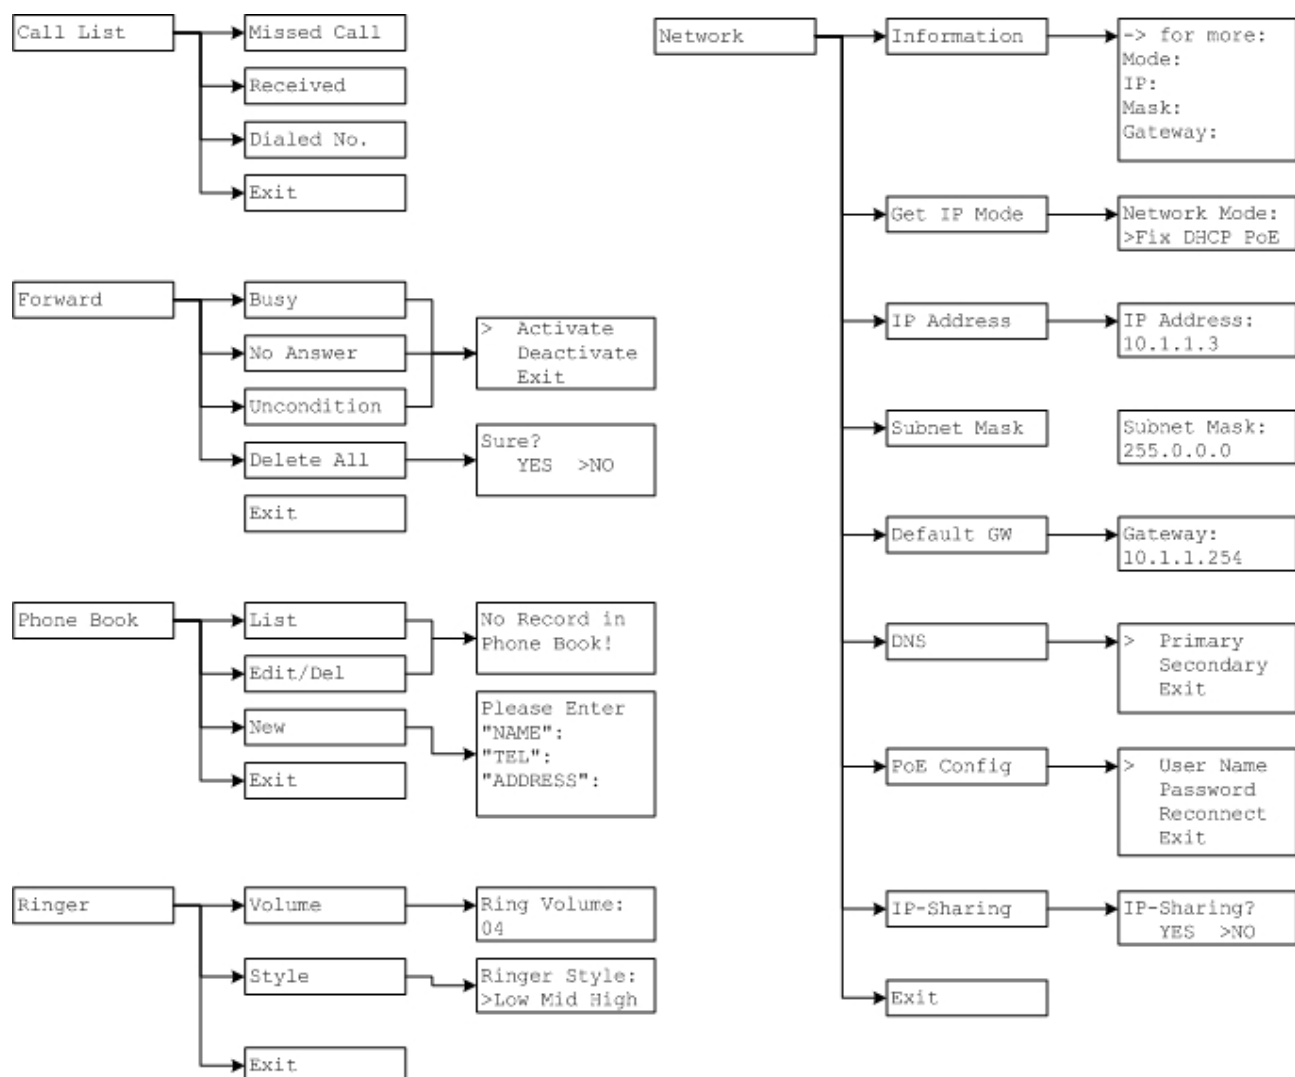 Call List
Missed Call
Received
Dialed No.
Exit
Forward
Busy
No Answer
Uncondition
Delete All
Exit
> Activate
Deactivate
Exit
Sure?
YES >NO
Phone Book
List
Edit/Del
New
Exit
No Record in
Phone Book!
Please Enter
"NAME":
"TEL":
"ADDRESS":
Ringer
Volume
Style
Exit
Ring Volume:
04
Ringer Style:
>Low Mid High
Network
Information
-> for more:
Mode:
IP:
Mask:
Gateway:
Get IP Mode
Network Mode:
>Fix DHCP PoE
IP Address
IP Address:
10.1.1.3
Subnet Mask
Subnet Mask:
255.0.0.0
Default GW
Gateway:
10.1.1.254
DNS
> Primary
Secondary
Exit
PoE Config
> User Name
Password
Reconnect
Exit
IP-Sharing
IP-Sharing?
YES >NO
Exit